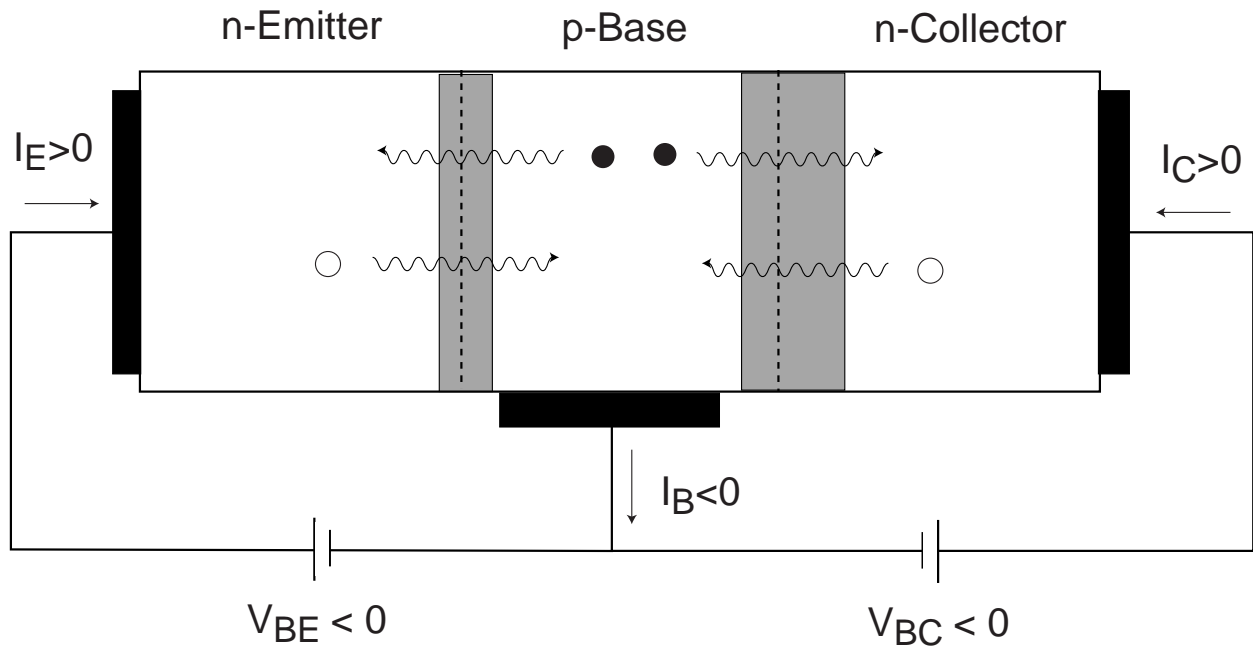 n-Emitter p-Base n-Collector
I_E>0 I_C>0
I_B<0
V_BE < 0 V_BC < 0